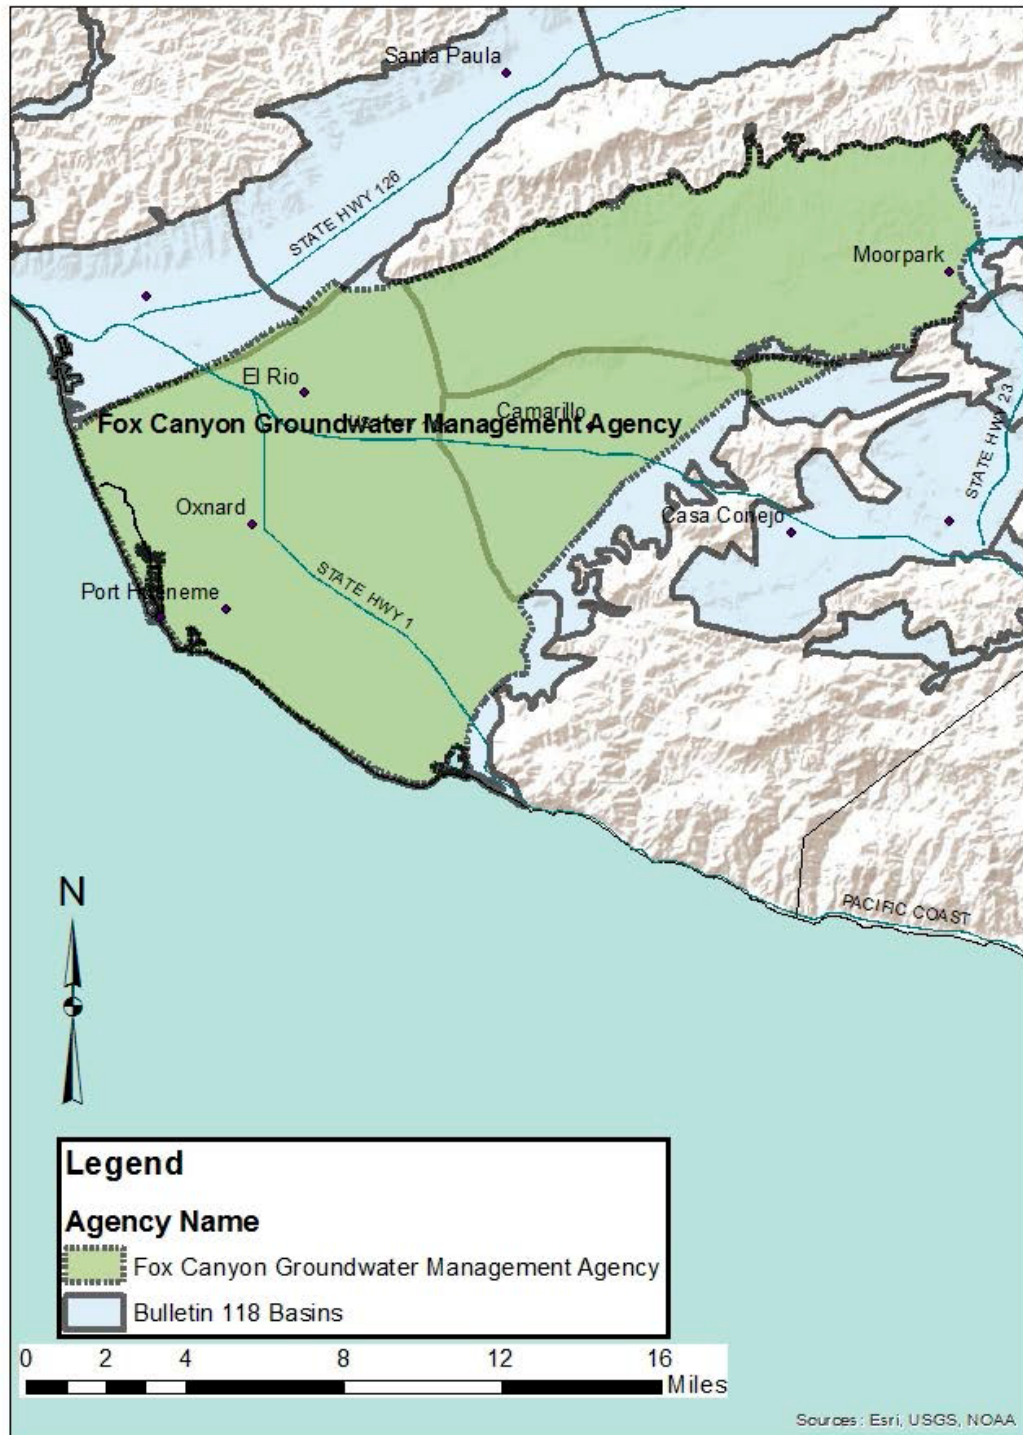 Santa Paula
STATE HWY 126
Moorpark
El Rio
Camarillo
Fox Canyon Groundwater Management Agency
STATE HWY 23
Oxnard
Casa Conejo
STATE HWY 1
Port Hueneme
PACIFIC COAST
N
Legend
Agency Name
Fox Canyon Groundwater Management Agency
Bulletin 118 Basins
0 2 4 8 12 16
Miles
Sources: Esri, USGS, NOAA